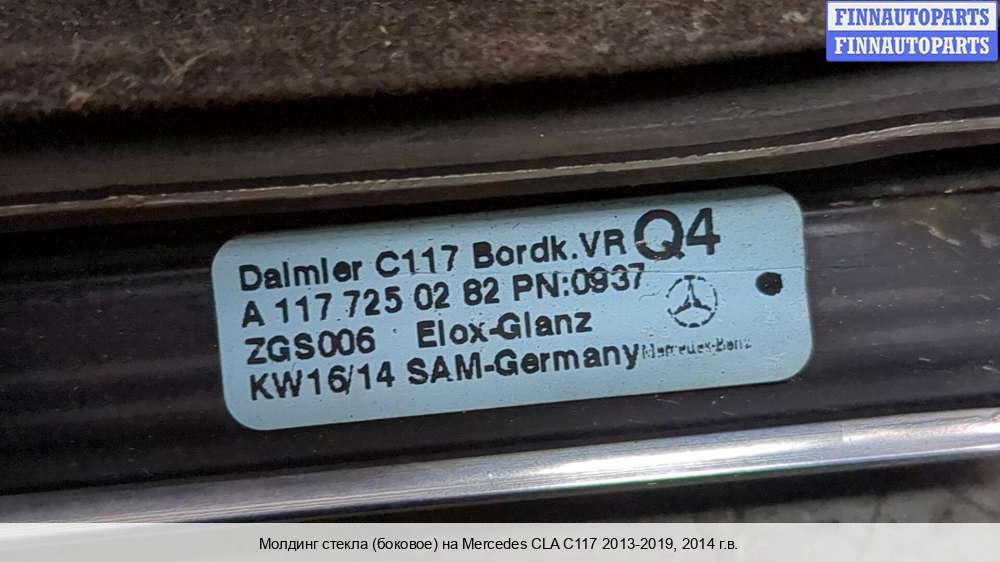 FINNAUTOPARTS
FINNAUTOPARTS
Daimler C117 Bordk.VR Q4
A 117 725 02 82 PN:0937
ZGS006 Elox-Glanz
KW16/14 SAM-Germany Mercedes-Benz
Молдинг стекла (боковое) на Mercedes CLA C117 2013-2019, 2014 г.в.